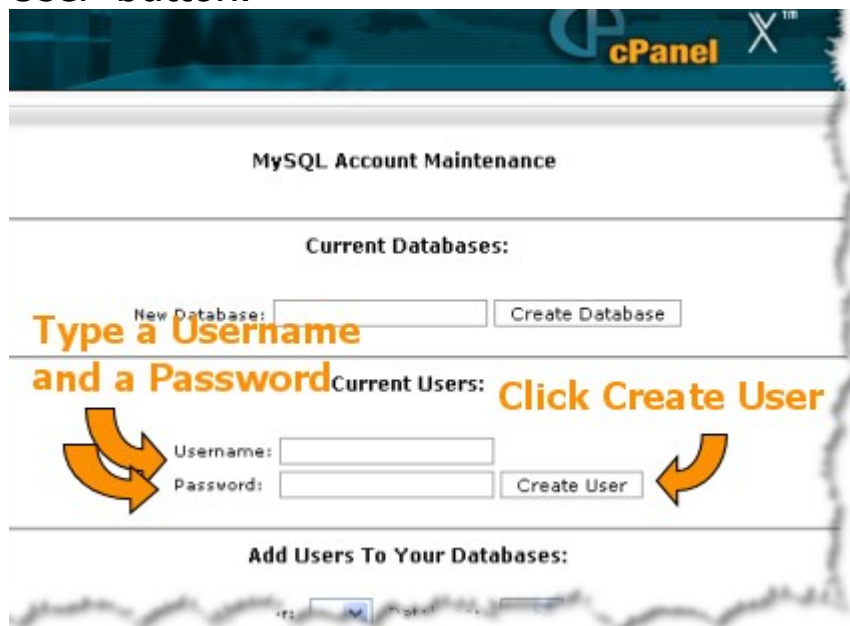 cPanel X™
MySQL Account Maintenance
Current Databases:
New Database: Create Database
Type a Username
and a Password
Current Users:
Click Create User
Username:
Password: Create User
Add Users To Your Databases: